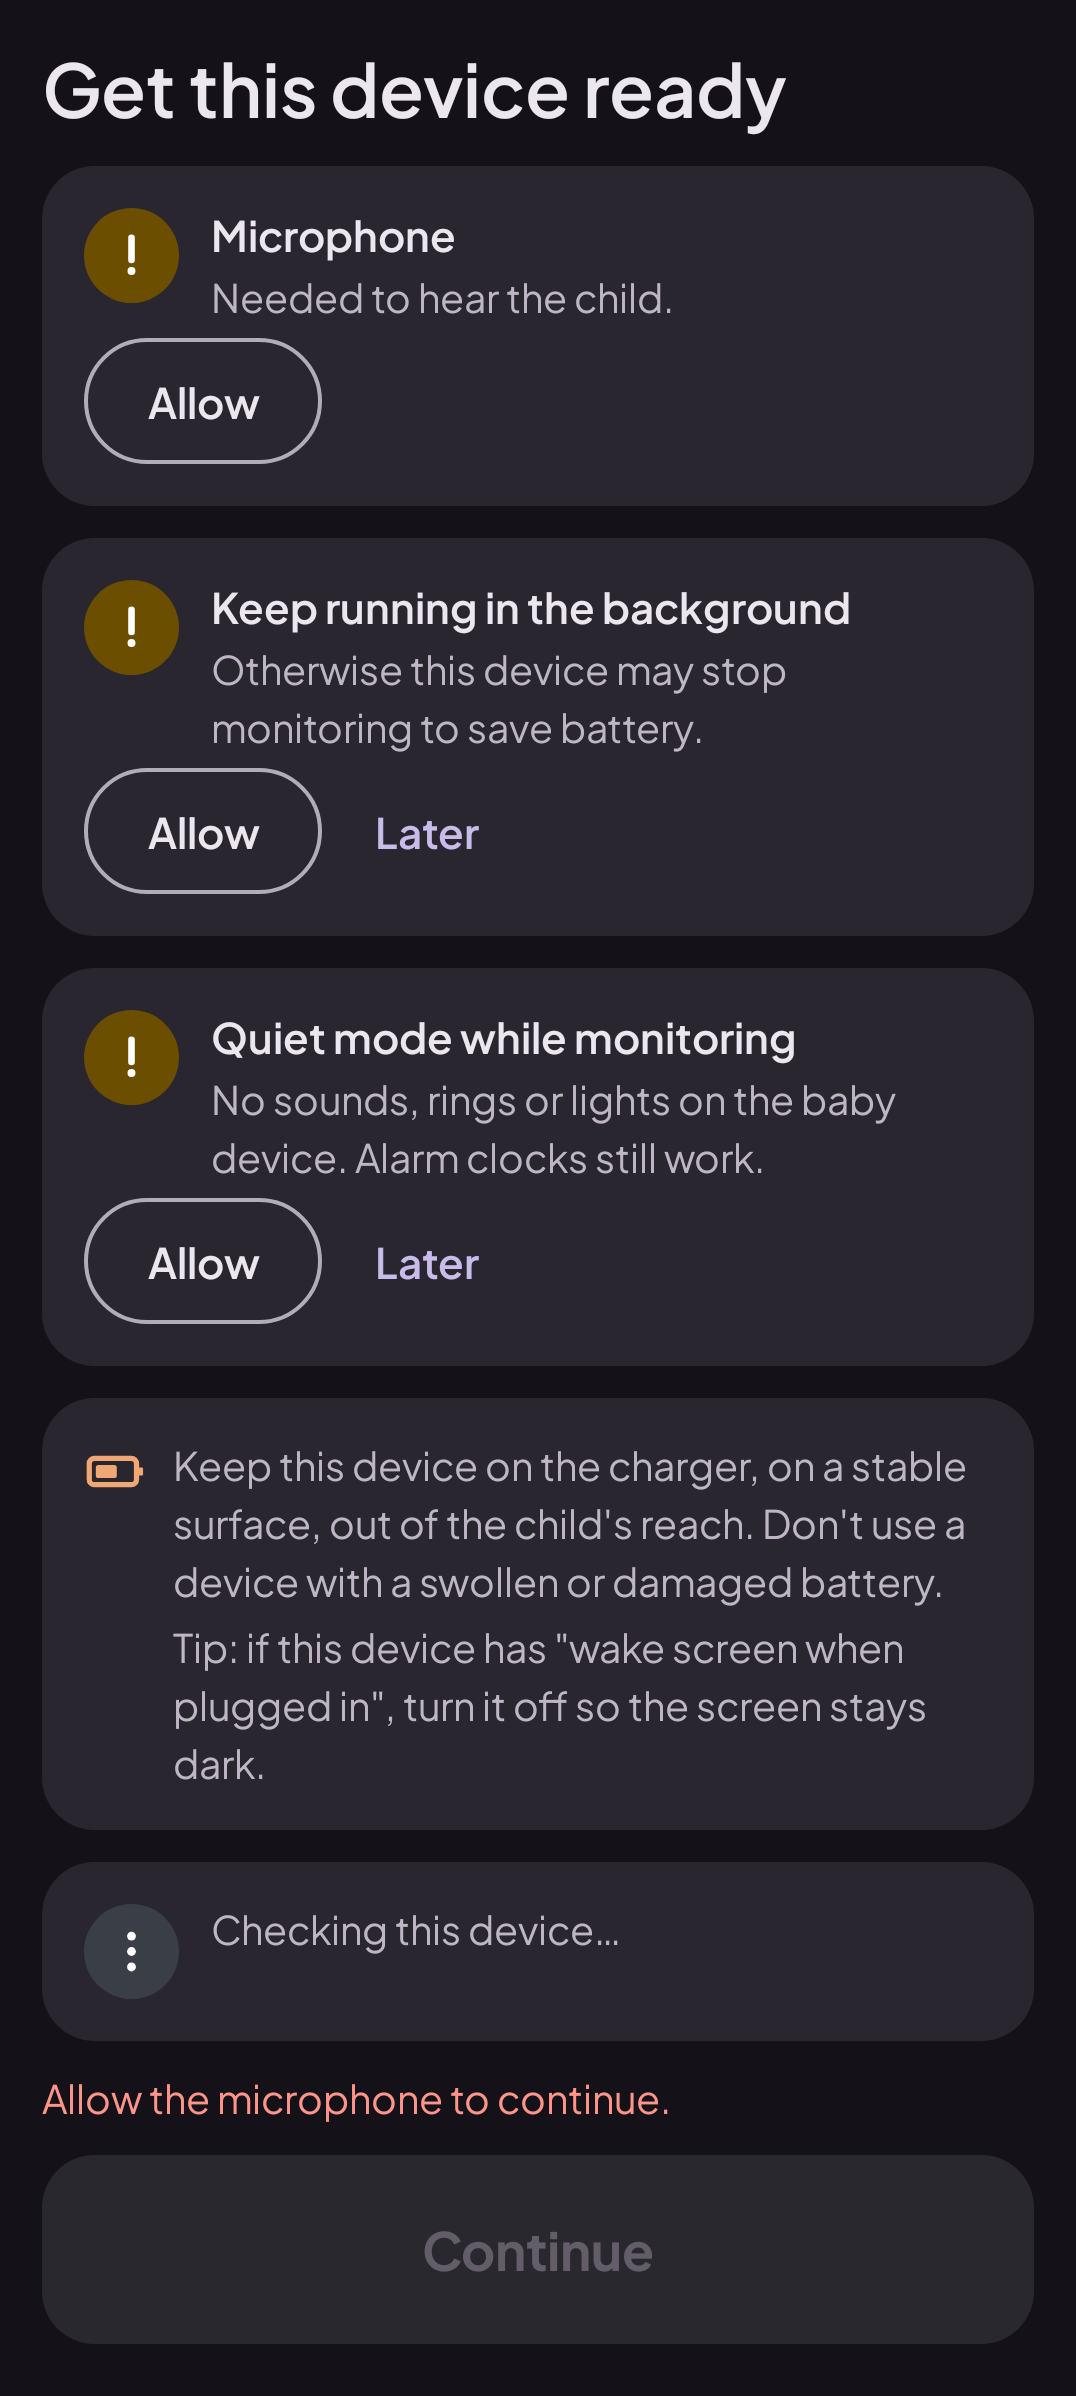 Get this device ready
Microphone
Needed to hear the child.
Allow
Keep running in the background
Otherwise this device may stop
monitoring to save battery.
Allow
Later
Quiet mode while monitoring
No sounds, rings or lights on the baby
device. Alarm clocks still work.
Allow
Later
Keep this device on the charger, on a stable
surface, out of the child's reach. Don't use a
device with a swollen or damaged battery.
Tip: if this device has "wake screen when
plugged in", turn it off so the screen stays
dark.
Checking this device…
Allow the microphone to continue.
Continue